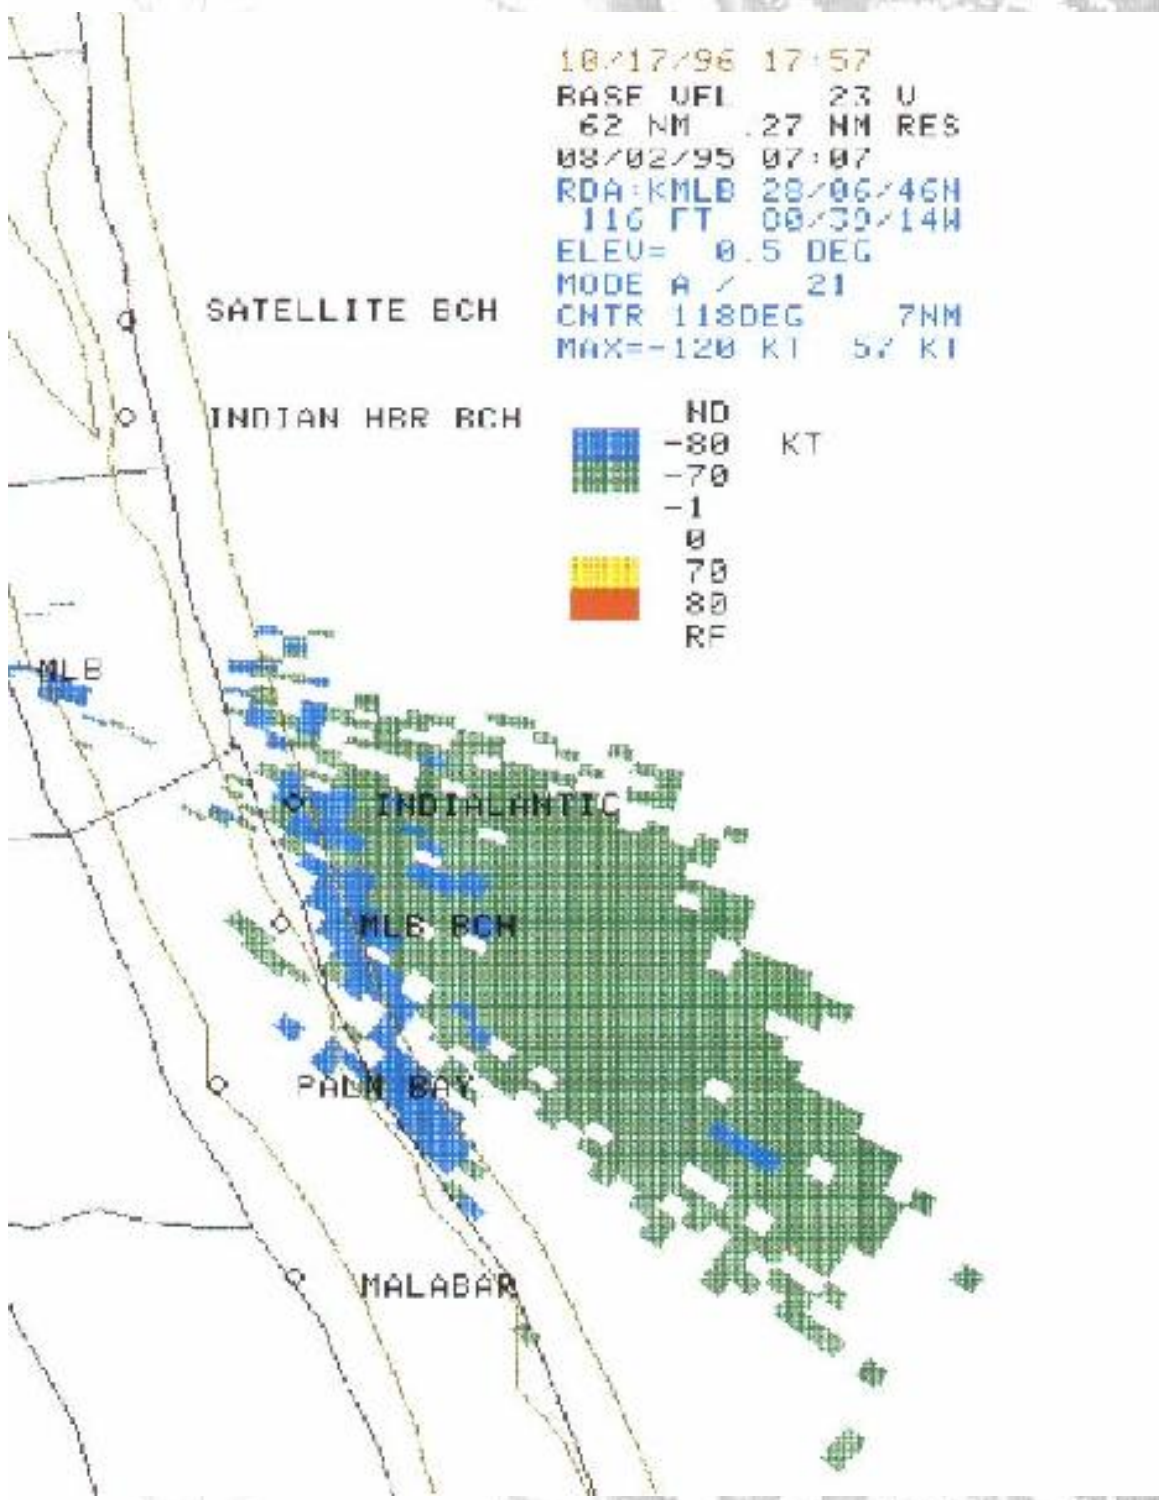 10/17/96 17:57
BASE VEL 23 V
62 NM .27 NM RES
08/02/95 07:07
RDA:KMLB 28/06/46N
116 FT 80/39/14W
ELEV= 0.5 DEG
MODE A / 21
CNTR 118DEG 7NM
MAX=-120 KT 57 KT
SATELLITE BCH
INDIAN HBR BCH
ND
-80 KT
-70
-1
0
70
80
RF
MLB
INDIALANTIC
MLB BCH
PALM BAY
MALABAR